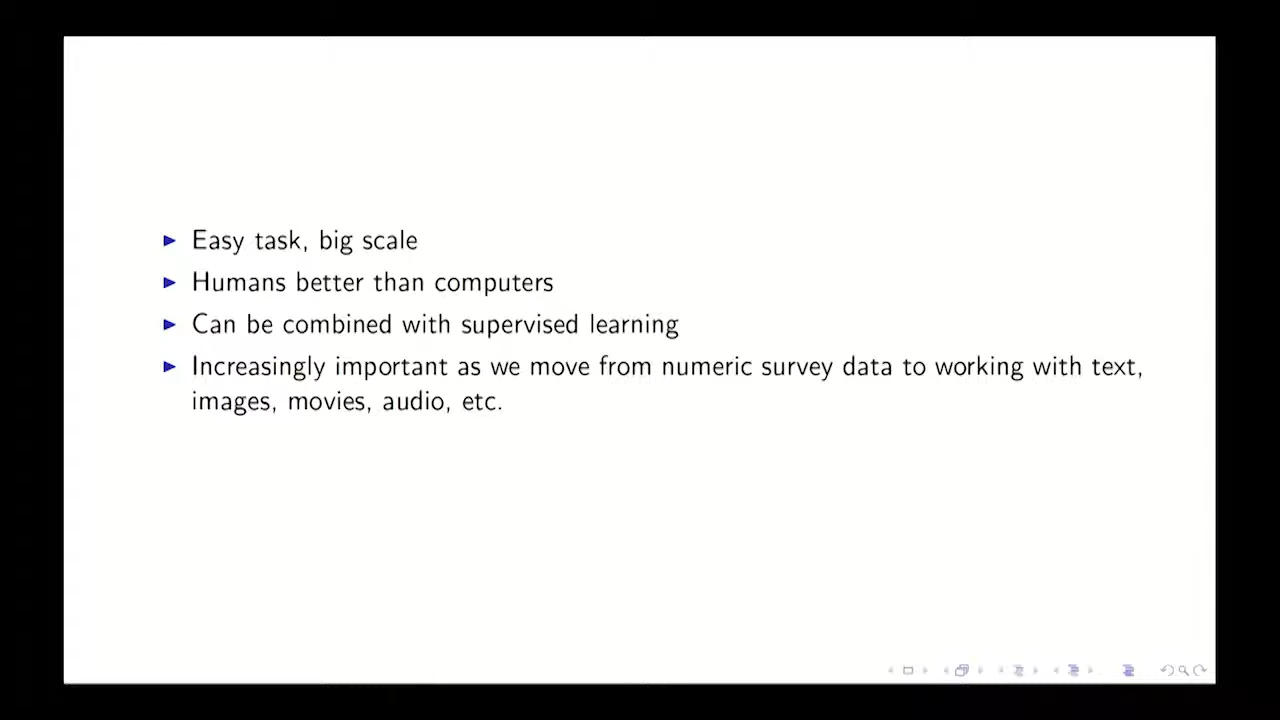 Easy task, big scale
Humans better than computers
Can be combined with supervised learning
Increasingly important as we move from numeric survey data to working with text,
images, movies, audio, etc.